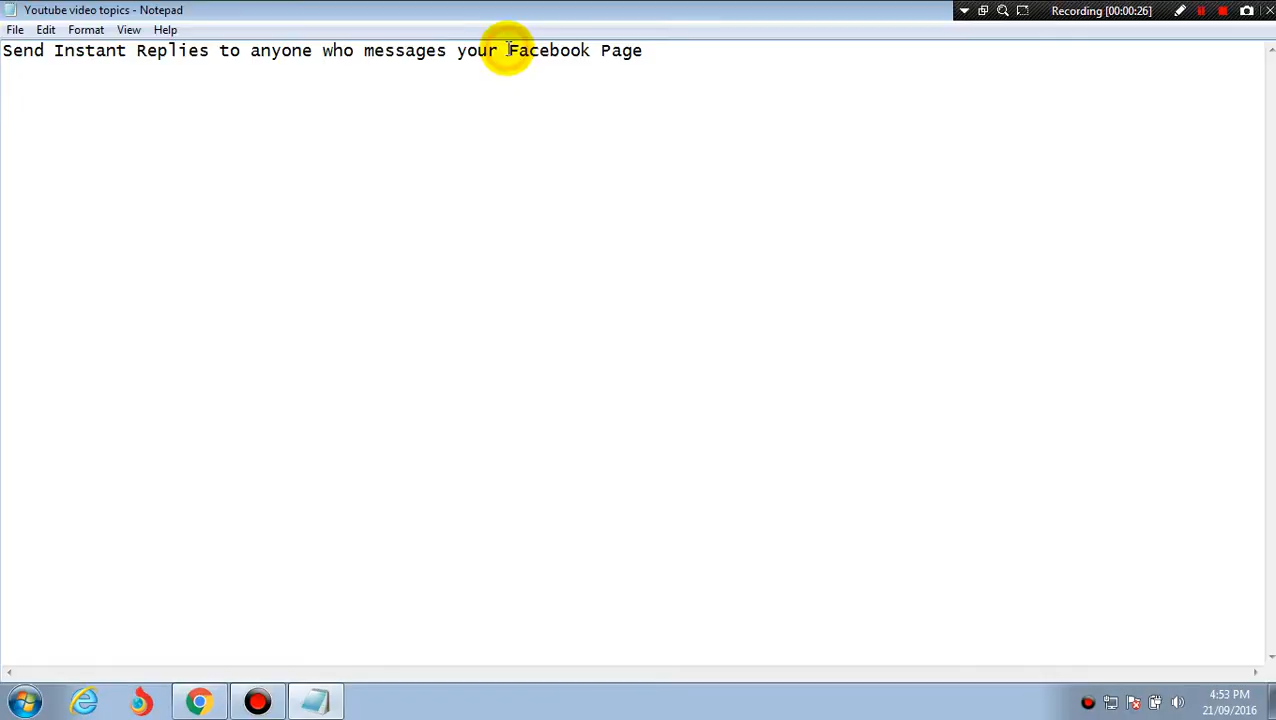 Youtube video topics - Notepad
Recording [00:00:26]
File Edit Format View Help
Send Instant Replies to anyone who messages your Facebook Page
4:53 PM
21/09/2016